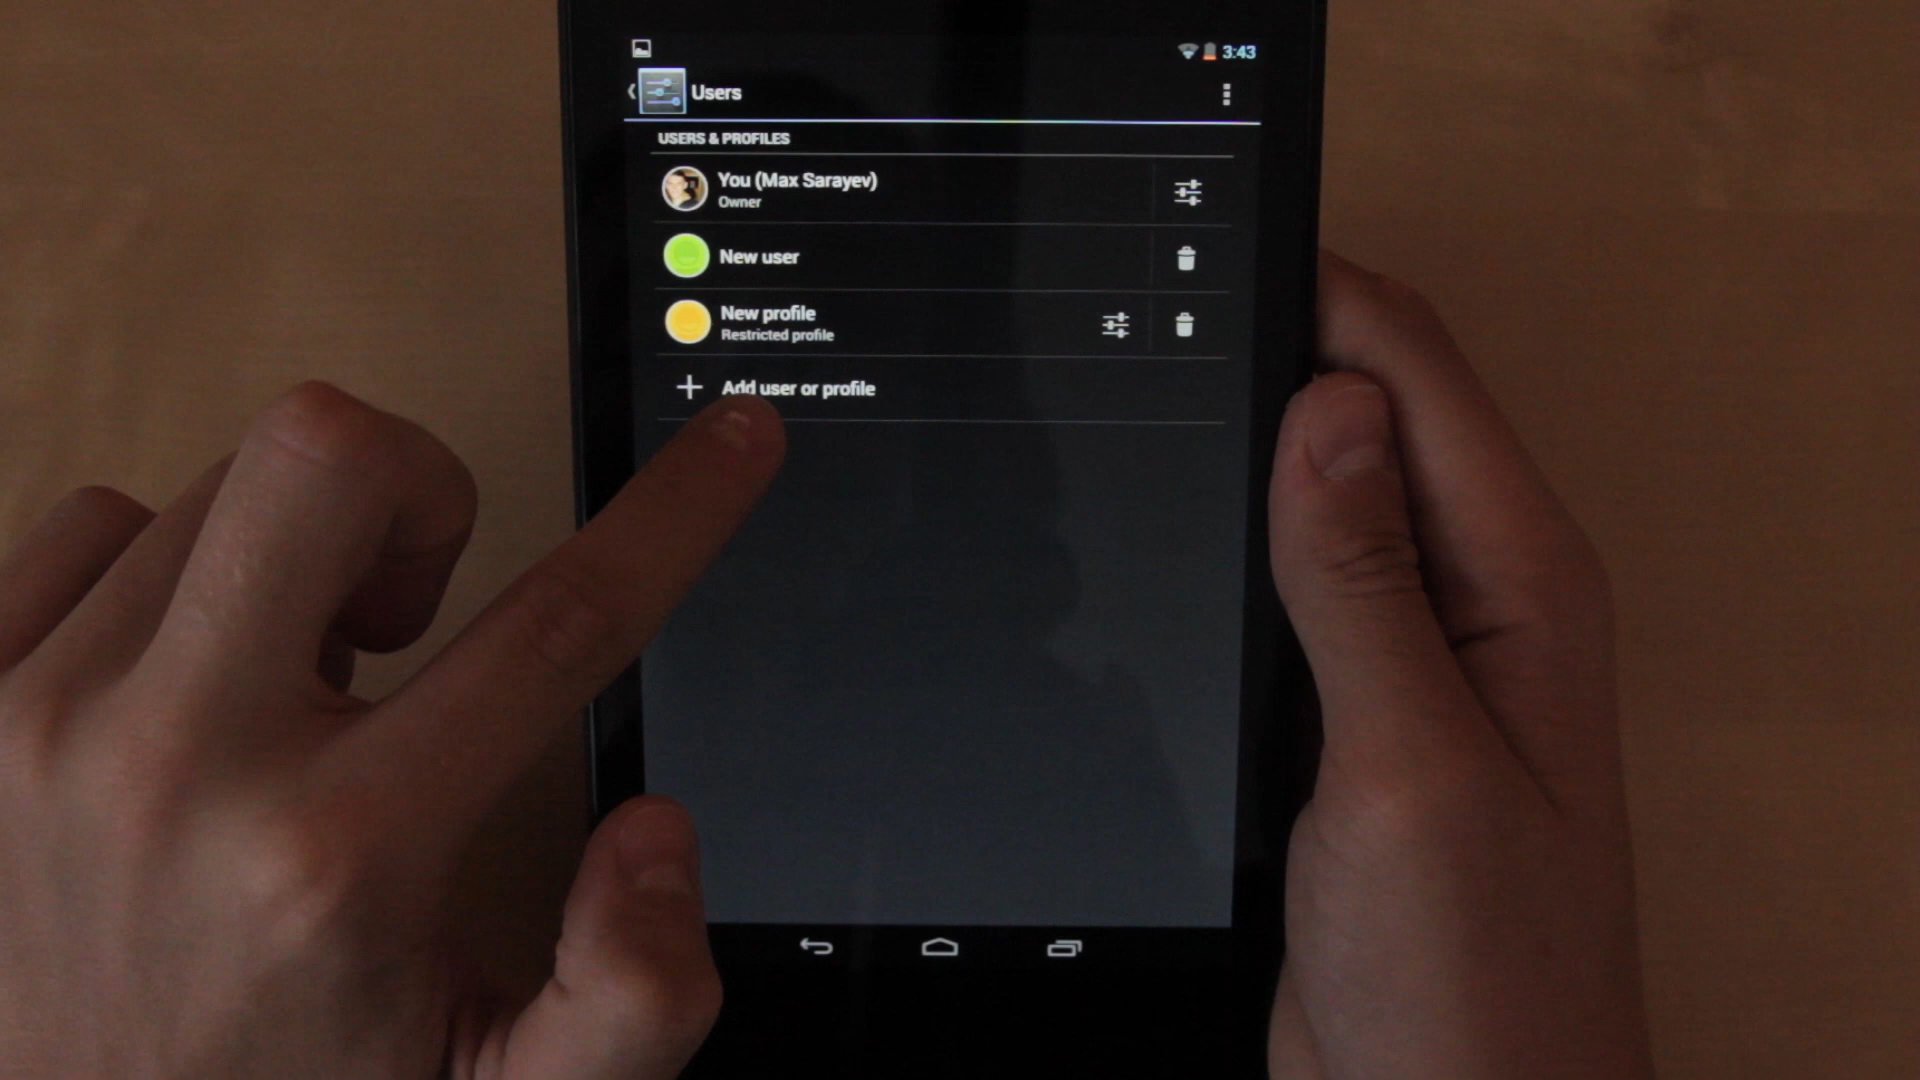 3:43
Users
USERS & PROFILES
You (Max Sarayev)
Owner
New user
New profile
Restricted profile
Add user or profile